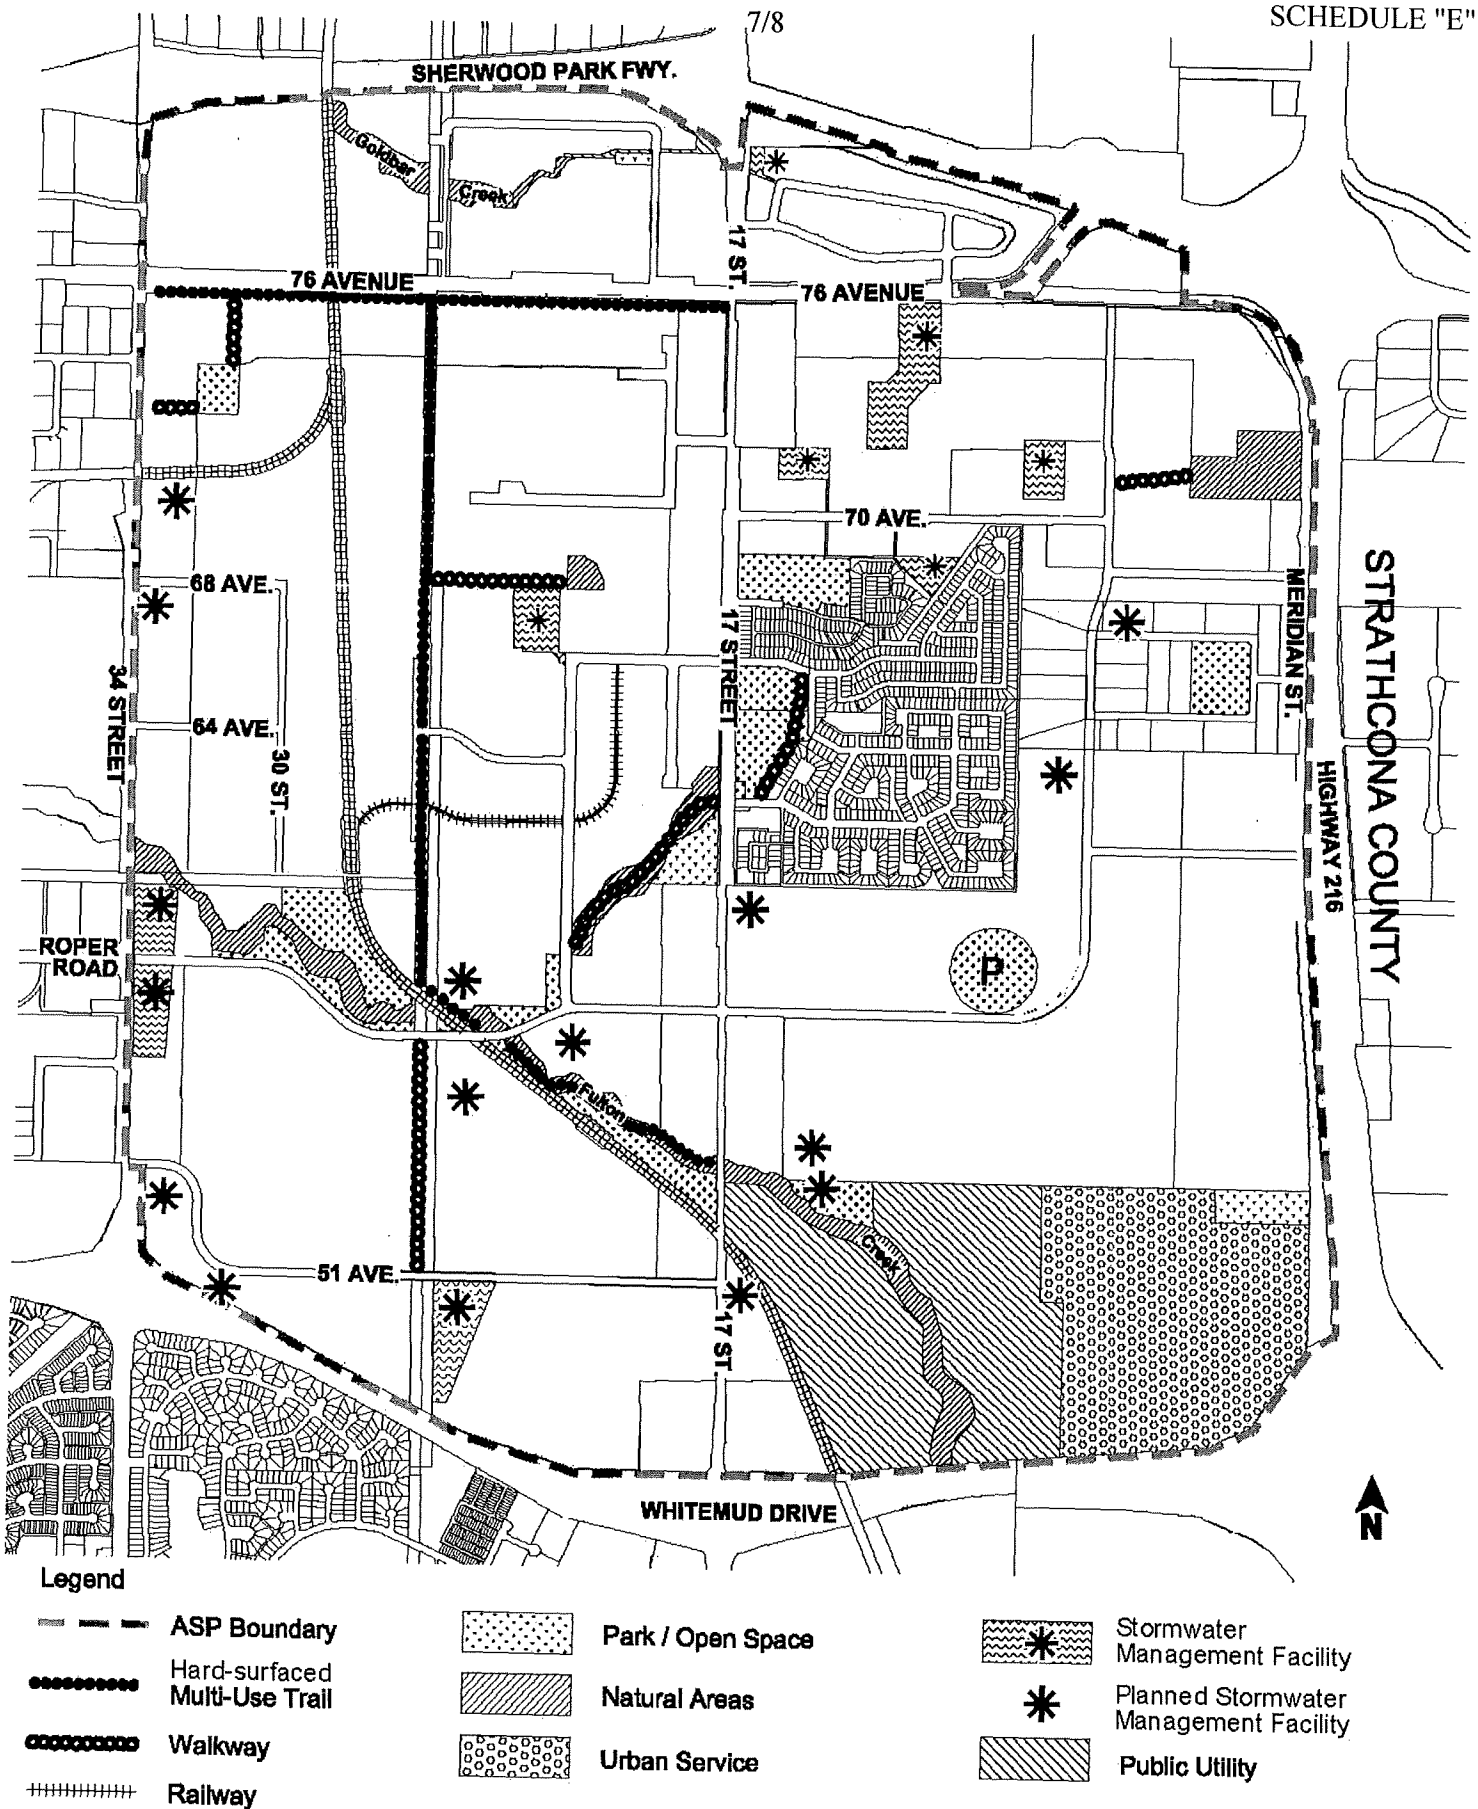 7/8
SCHEDULE "E"
SHERWOOD PARK FWY.
Goldbar
Creek
17 ST.
76 AVENUE
76 AVENUE
70 AVE.
68 AVE.
17 STREET
MERIDIAN ST.
STRATHCONA COUNTY
34 STREET
64 AVE.
30 ST.
HIGHWAY 216
ROPER
ROAD
P
Fulton
Creek
51 AVE.
17 ST.
WHITEMUD DRIVE
N
Legend
ASP Boundary
Hard-surfaced
Multi-Use Trail
Walkway
Railway
Park / Open Space
Natural Areas
Urban Service
Stormwater
Management Facility
Planned Stormwater
Management Facility
Public Utility